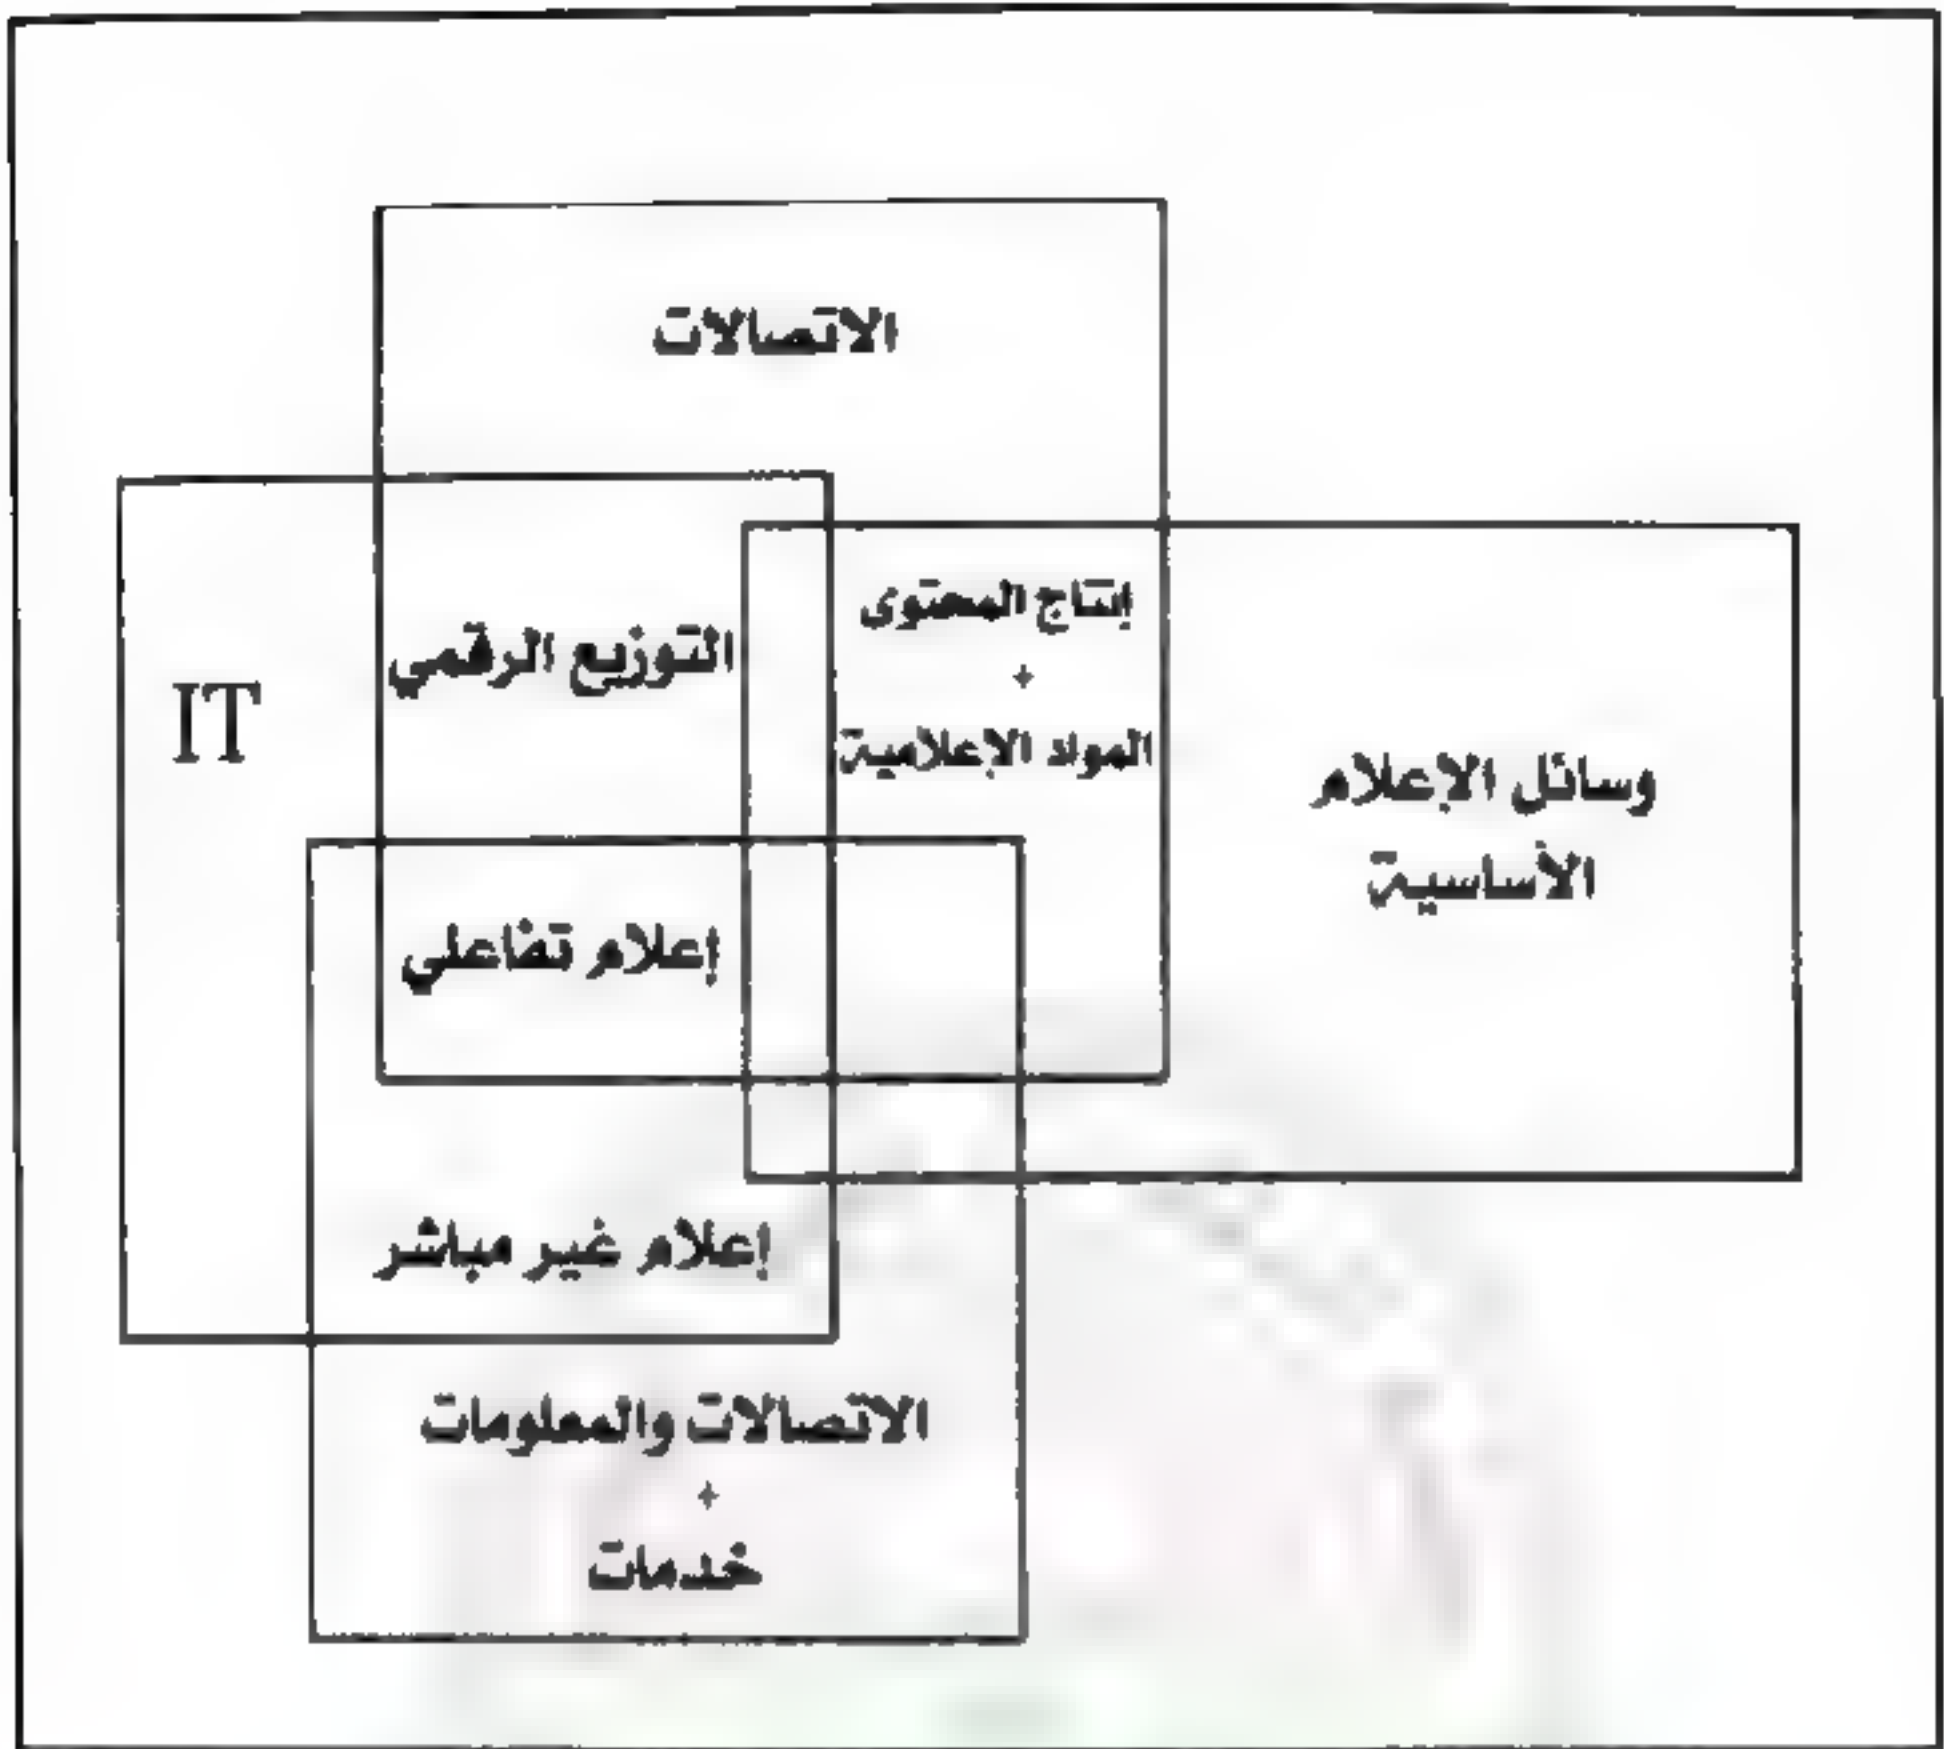 الاتصالات
إنتاج المحتوى
+
المواد الإعلامية
التوزيع الرقمي
IT
وسائل الإعلام
الأساسية
إعلام تفاعلي
إعلام غير مباشر
الاتصالات والمعلومات
+
خدمات